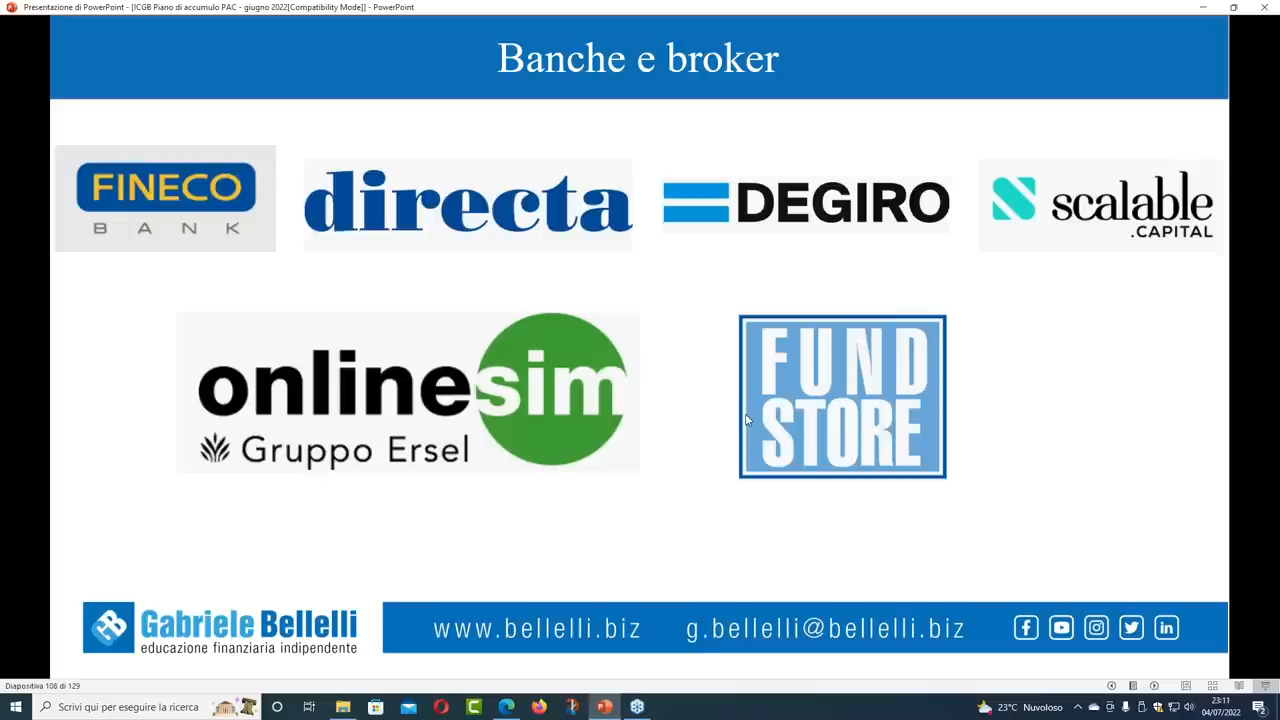 Presentazione di PowerPoint - [ICGB Piano di accumulo PAC - giugno 2022[Compatibility Mode]] - PowerPoint
Banche e broker
FINECO
BANK
directa
DEGIRO
scalable
.CAPITAL
onlinesim
Gruppo Ersel
FUND
STORE
Gabriele Bellelli
educazione finanziaria indipendente
www.bellelli.biz
g.bellelli@bellelli.biz
Diapositiva 108 di 129
Scrivi qui per eseguire la ricerca
23°C Nuvoloso
23:11
04/07/2022